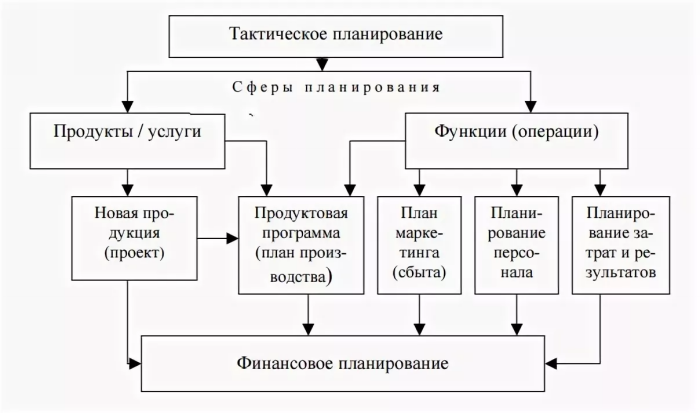 Тактическое планирование
Сферы планирования
Продукты / услуги
Функции (операции)
Новая про-
дукция
(проект)
Продуктовая
программа
(план произ-
водства)
План
марке-
тинга
(сбыта)
Плани-
рование
персо-
нала
Планиро-
вание за-
трат и ре-
зультатов
Финансовое планирование